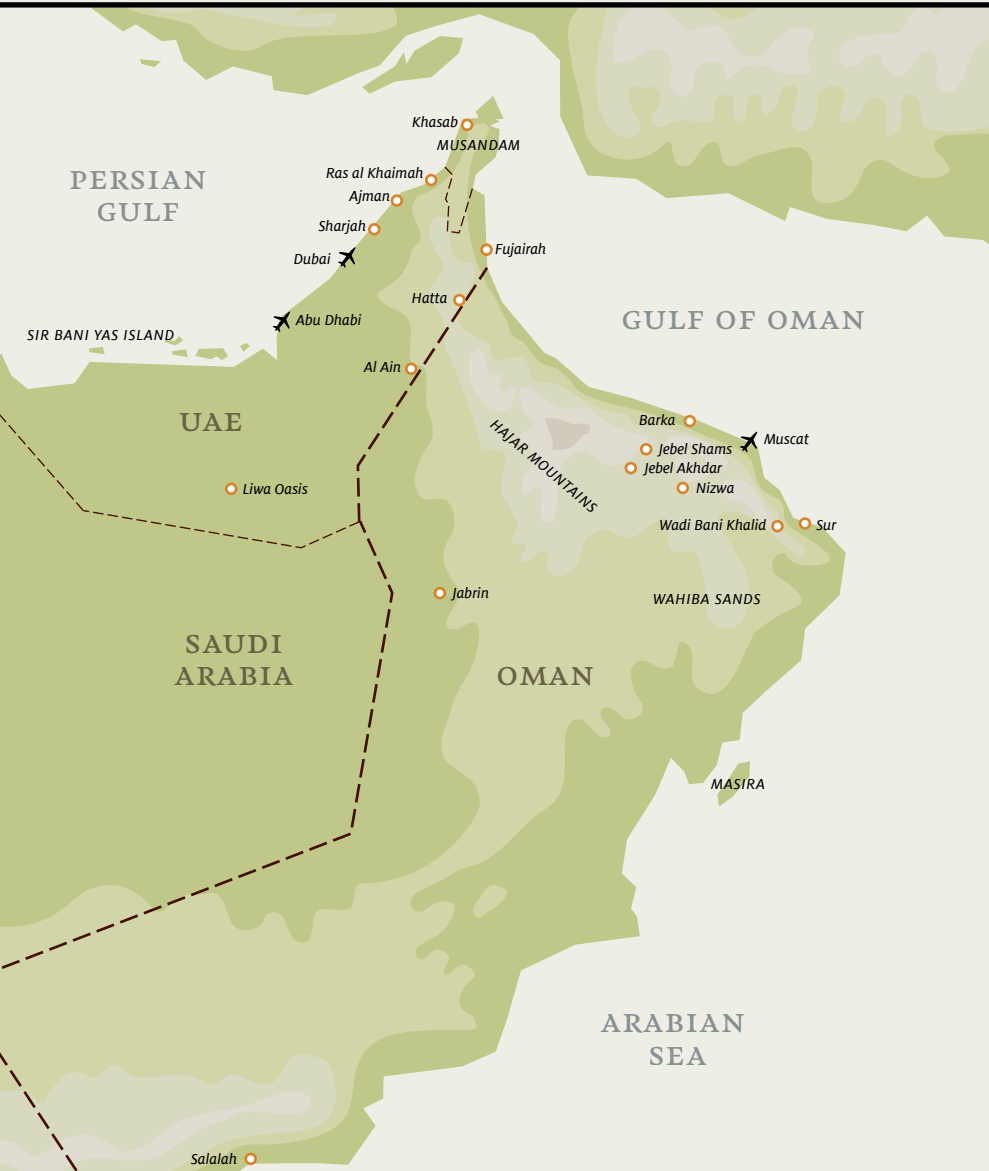 Khasab
MUSANDAM
PERSIAN
GULF
Ras al Khaimah
Ajman
Sharjah
Dubai
Fujairah
Hatta
Abu Dhabi
GULF OF OMAN
SIR BANI YAS ISLAND
Al Ain
UAE
Barka
Muscat
HAJAR MOUNTAINS
Jebel Shams
Jebel Akhdar
Liwa Oasis
Nizwa
Wadi Bani Khalid
Sur
Jabrin
WAHIBA SANDS
SAUDI
ARABIA
OMAN
MASIRA
ARABIAN
SEA
Salalah